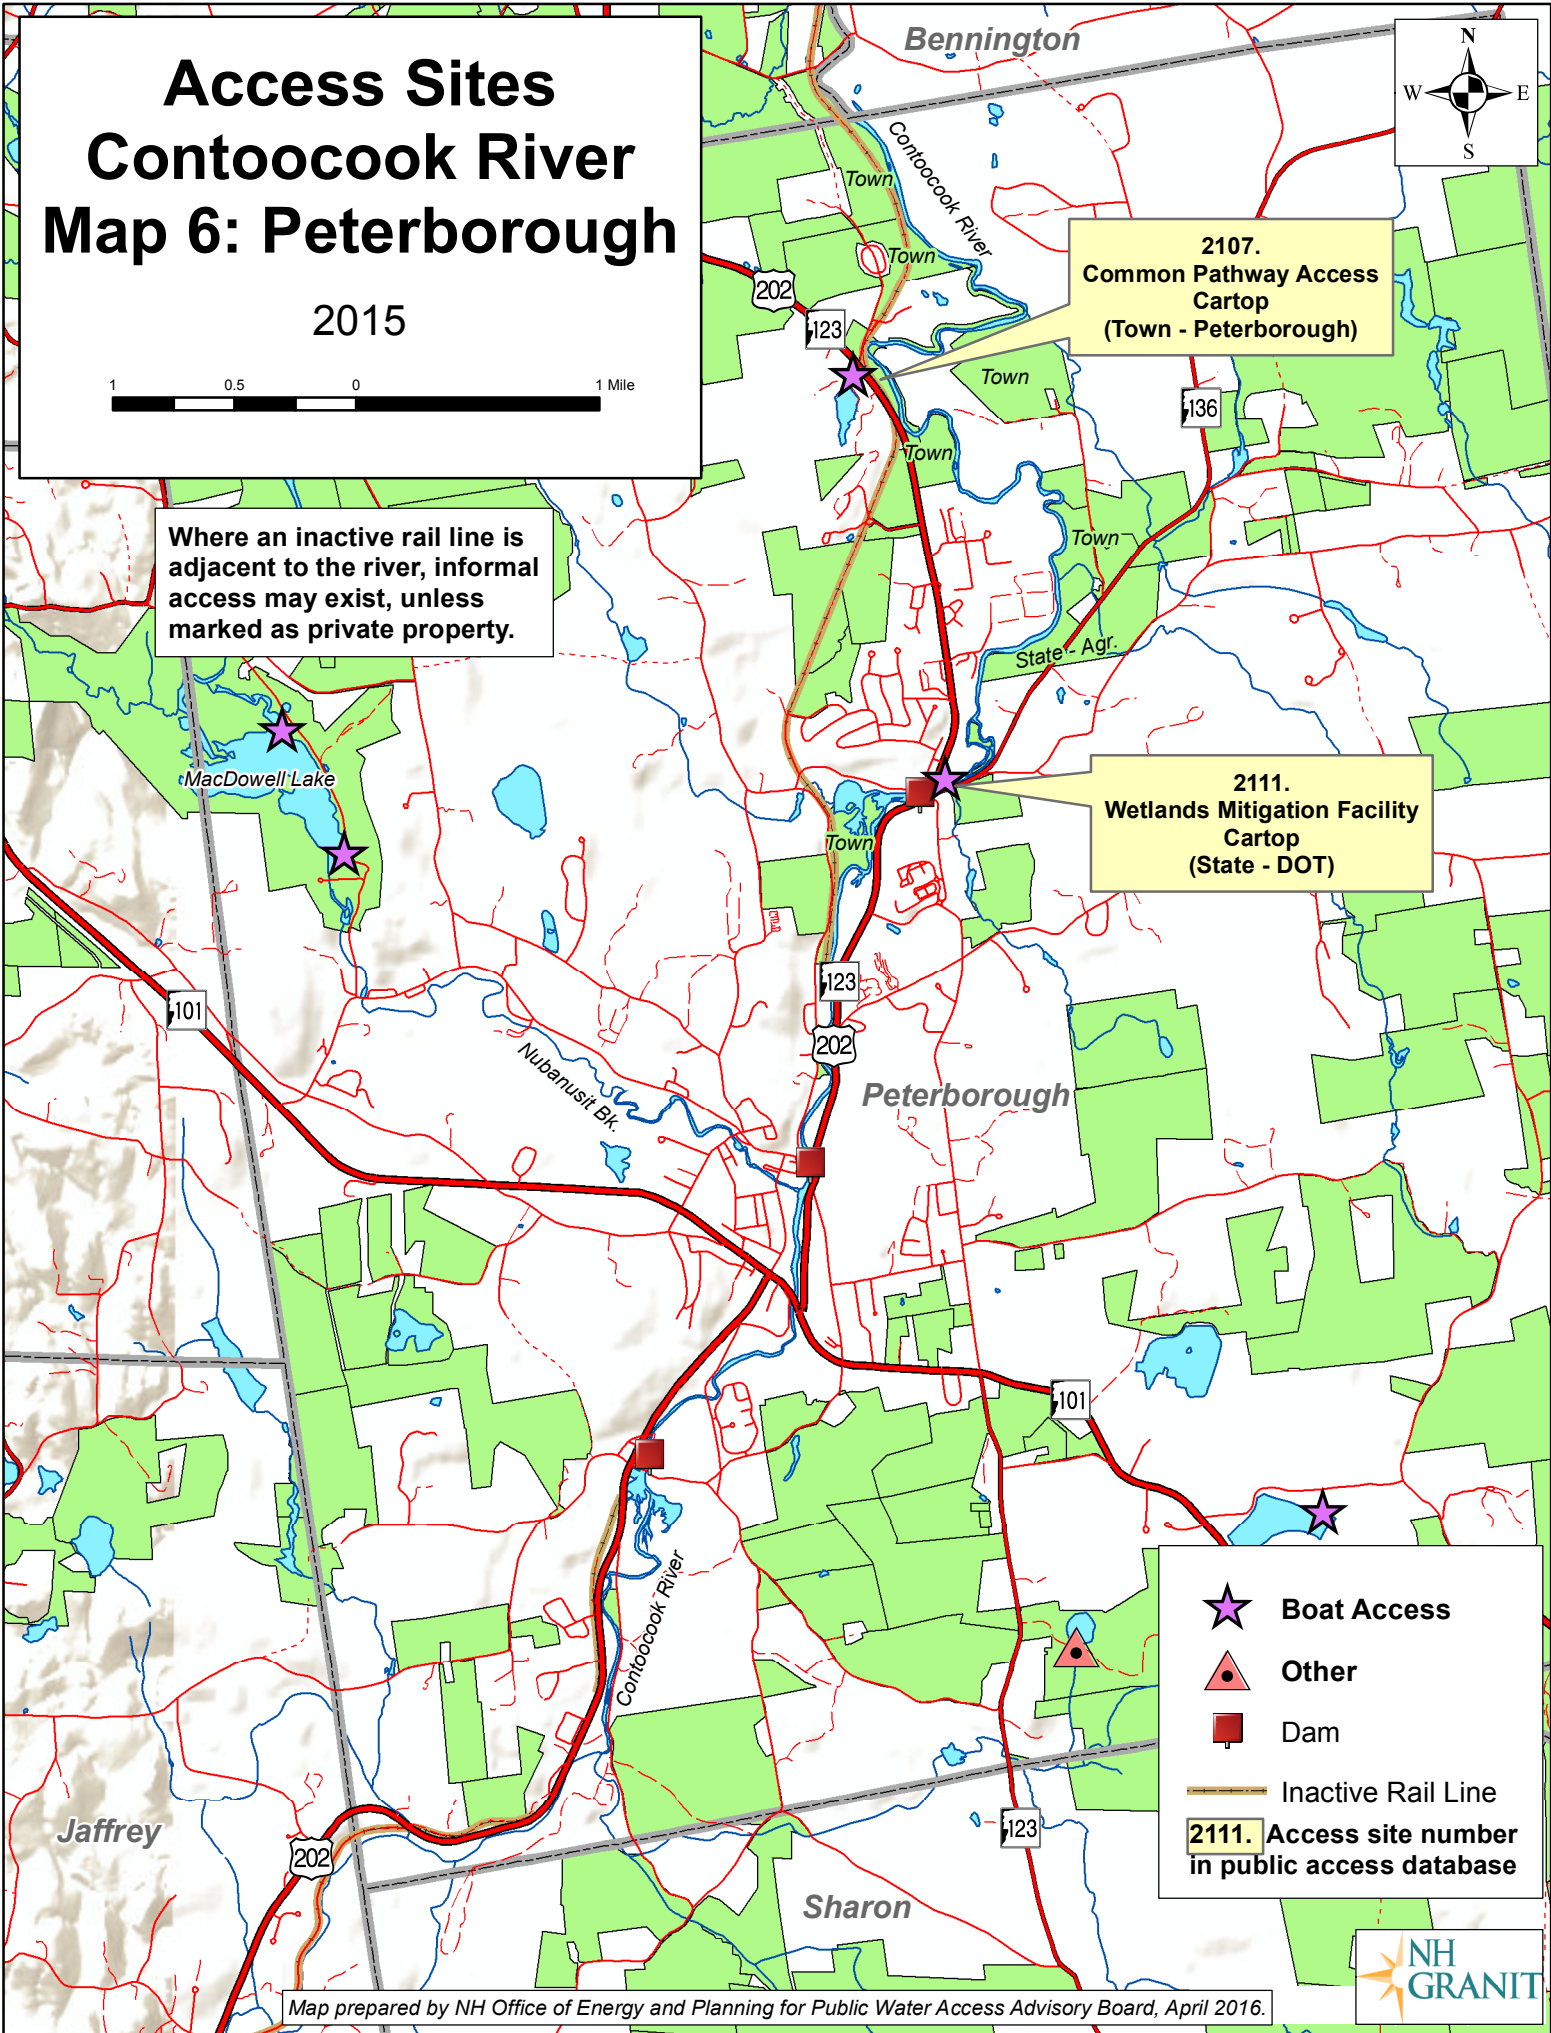 Access Sites
Contoocook River
Map 6: Peterborough
2015
1 0.5 0 1 Mile
Bennington
N
W E
S
Contoocook River
Town
Town
202
123
2107.
Common Pathway Access
Cartop
(Town - Peterborough)
Town
136
Town
Where an inactive rail line is
adjacent to the river, informal
access may exist, unless
marked as private property.
Town
State - Agr.
MacDowell Lake
2111.
Wetlands Mitigation Facility
Cartop
(State - DOT)
Town
123
101
202
Nubanusit Bk.
Peterborough
101
Contoocook River
Boat Access
Other
Dam
Inactive Rail Line
2111. Access site number
in public access database
Jaffrey
202
123
Sharon
NH
GRANIT
Map prepared by NH Office of Energy and Planning for Public Water Access Advisory Board, April 2016.